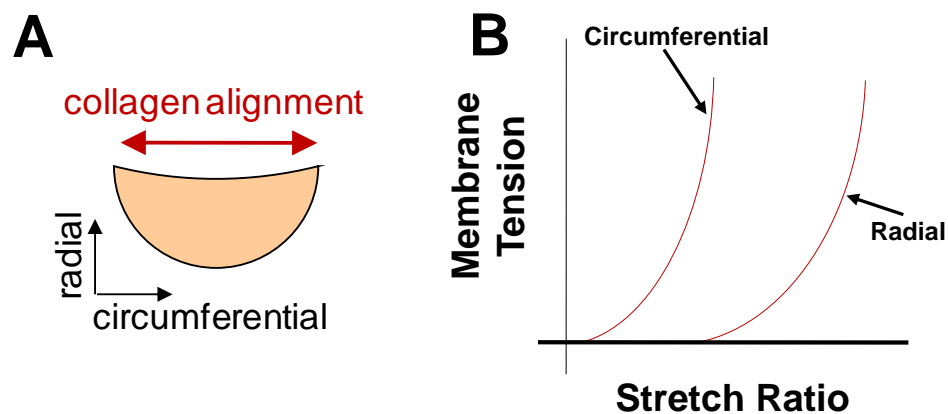 A
collagen alignment
radial
circumferential
B
Circumferential
Membrane
Tension
Radial
Stretch Ratio